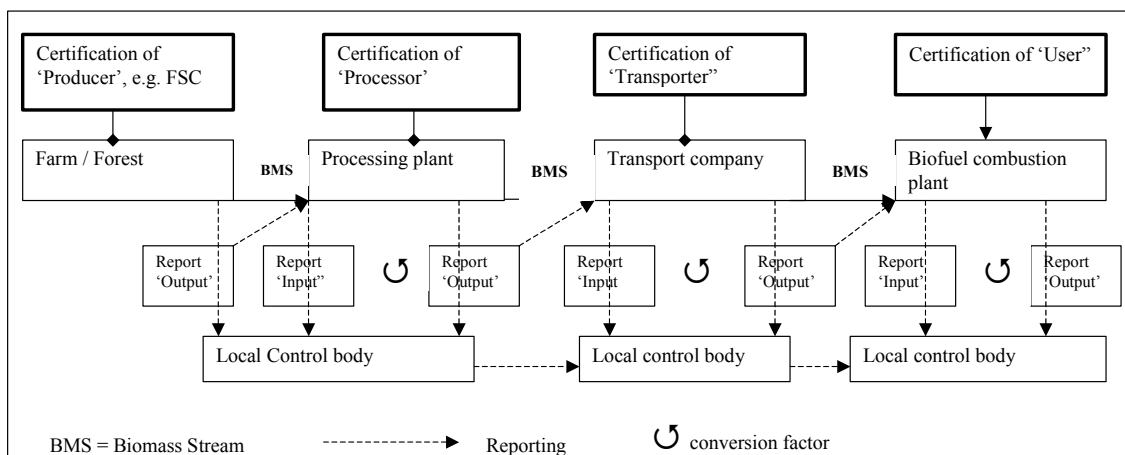 Certification of
‘Producer’, e.g. FSC
Certification of
‘Processor’
Certification of
‘Transporter”
Certification of ‘User”
Farm / Forest
BMS
Processing plant
BMS
Transport company
BMS
Biofuel combustion
plant
Report
‘Output’
Report
‘Input”
Report
‘Output’
Report
‘Input
Report
‘Output’
Report
‘Input’
Report
‘Output’
Local Control body
Local control body
Local control body
BMS = Biomass Stream
Reporting
conversion factor